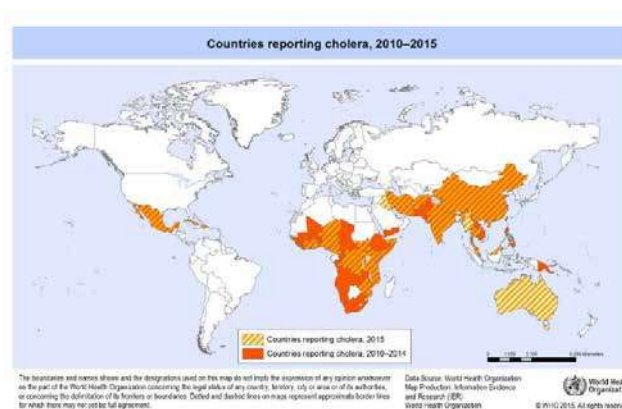 Countries reporting cholera, 2010–2015
Countries reporting cholera, 2015
Countries reporting cholera, 2010–2014
The boundaries and names shown and the designations used on this map do not imply the expression of any opinion whatsoever
on the part of the World Health Organization concerning the legal status of any country, territory, city or area or of its authorities,
or concerning the delimitation of its frontiers or boundaries. Dotted and dashed lines on maps represent approximate border lines
for which there may not yet be full agreement.
Data Source: World Health Organization
Map Production: Information Evidence
and Research (IER)
World Health Organization
World Hea
Organizat
© WHO 2015. All rights reserv